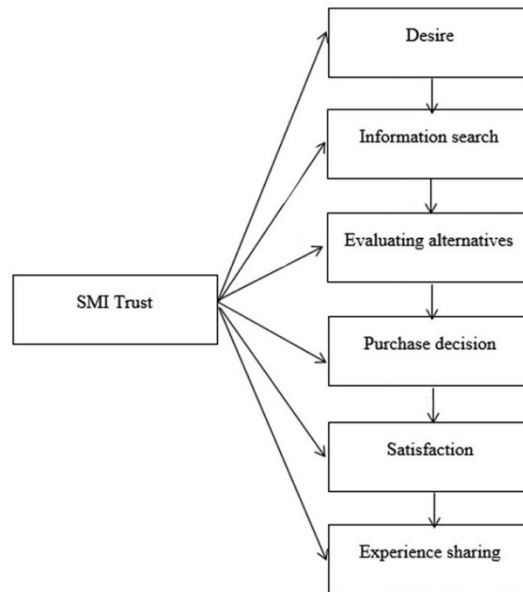 Desire
Information search
Evaluating alternatives
SMI Trust
Purchase decision
Satisfaction
Experience sharing